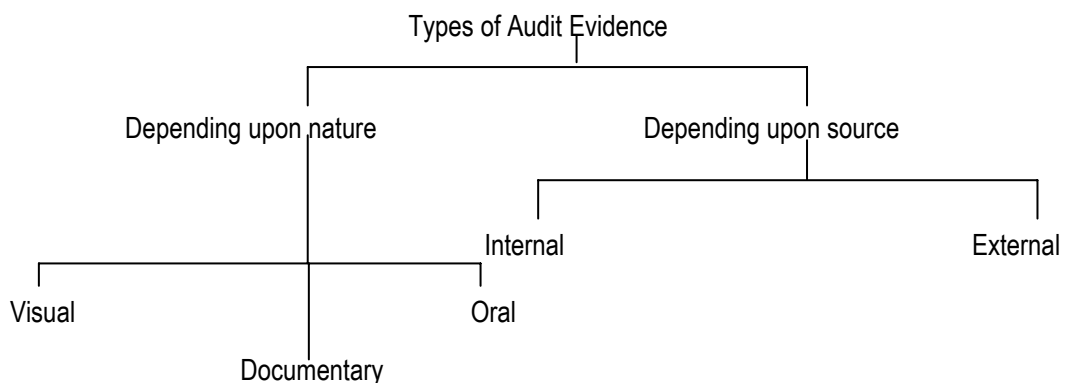 Types of Audit Evidence
Depending upon nature
Depending upon source
Internal
External
Visual
Oral
Documentary